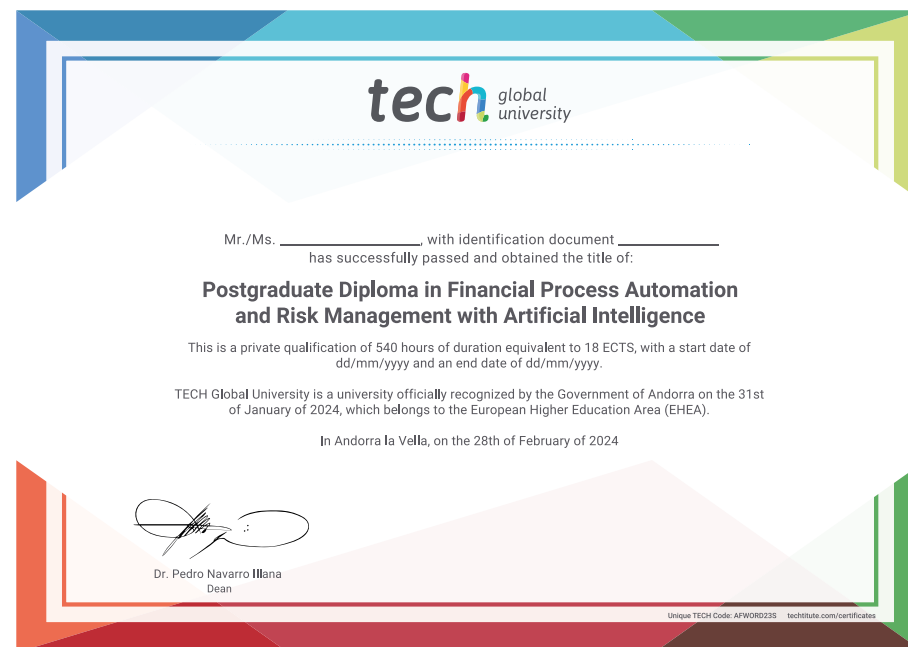 tech global university
Mr./Ms. ____________________, with identification document ______________
has successfully passed and obtained the title of:
Postgraduate Diploma in Financial Process Automation
and Risk Management with Artificial Intelligence
This is a private qualification of 540 hours of duration equivalent to 18 ECTS, with a start date of
dd/mm/yyyy and an end date of dd/mm/yyyy.
TECH Global University is a university officially recognized by the Government of Andorra on the 31st
of January of 2024, which belongs to the European Higher Education Area (EHEA).
In Andorra la Vella, on the 28th of February of 2024
Dr. Pedro Navarro Illana
Dean
Unique TECH Code: AFWORD23S techtitute.com/certificates